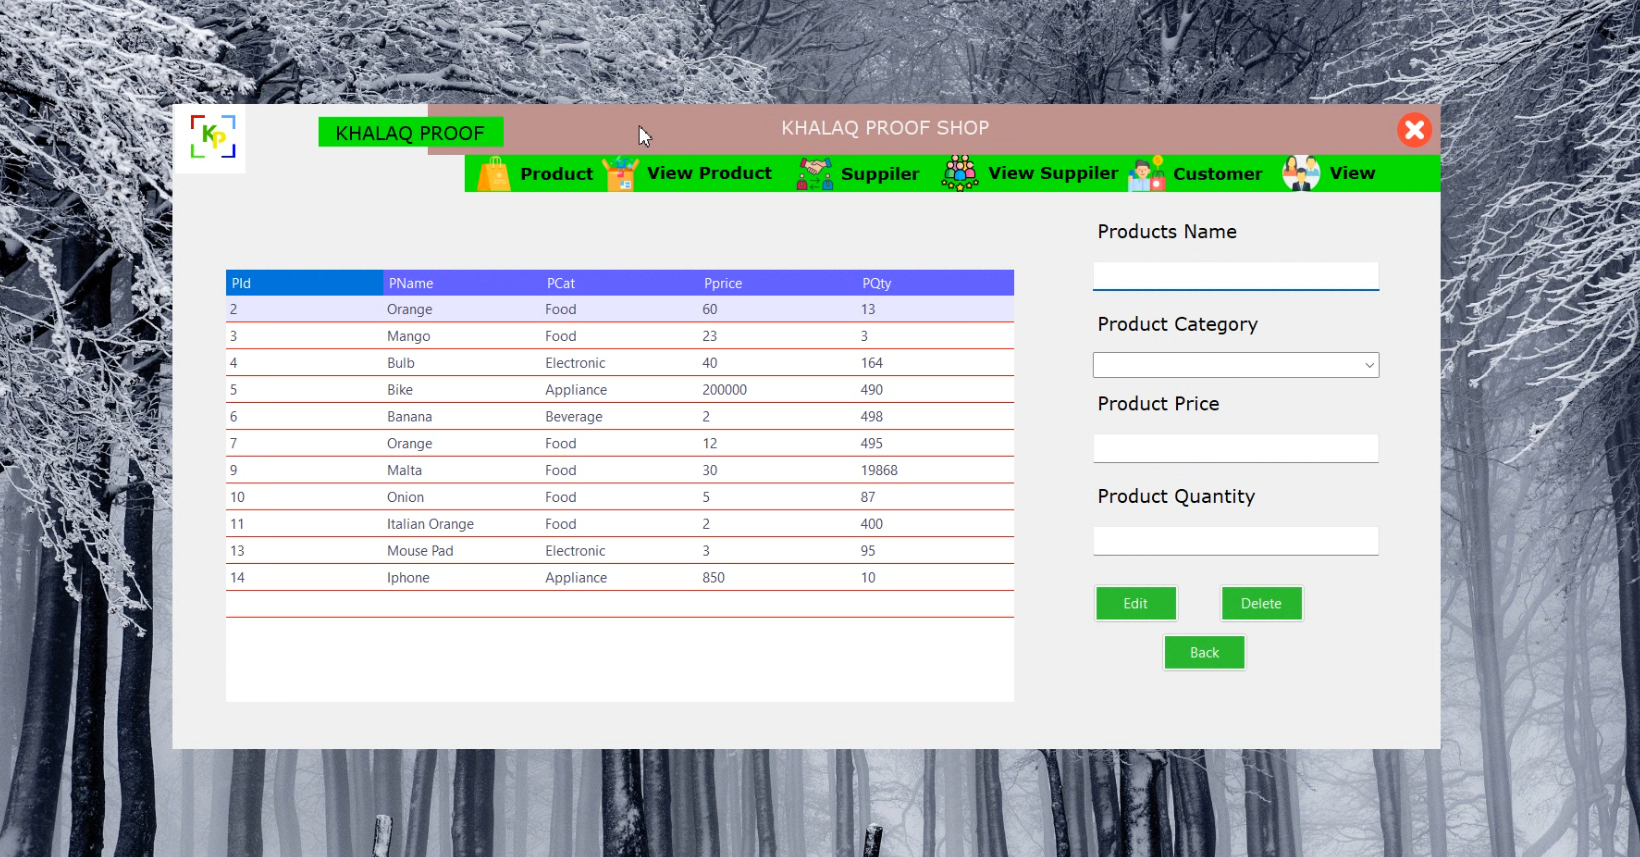 KP
KHALAQ PROOF
KHALAQ PROOF SHOP
Product View Product Suppiler View Suppiler Customer View
Products Name
PId PName PCat Pprice PQty
2 Orange Food 60 13
3 Mango Food 23 3
4 Bulb Electronic 40 164
5 Bike Appliance 200000 490
6 Banana Beverage 2 498
7 Orange Food 12 495
9 Malta Food 30 19868
10 Onion Food 5 87
11 Italian Orange Food 2 400
13 Mouse Pad Electronic 3 95
14 Iphone Appliance 850 10
Product Category
Product Price
Product Quantity
Edit Delete
Back